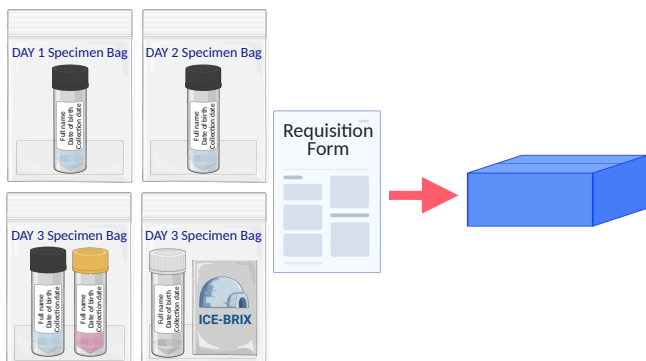 DAY 1 Specimen Bag
Full name
Date of birth
Collection date
DAY 2 Specimen Bag
Full name
Date of birth
Collection date
Requisition
Form
DAY 3 Specimen Bag
Full name
Date of birth
Collection date
Full name
Date of birth
Collection date
DAY 3 Specimen Bag
Full name
Date of birth
Collection date
ICE-BRIX